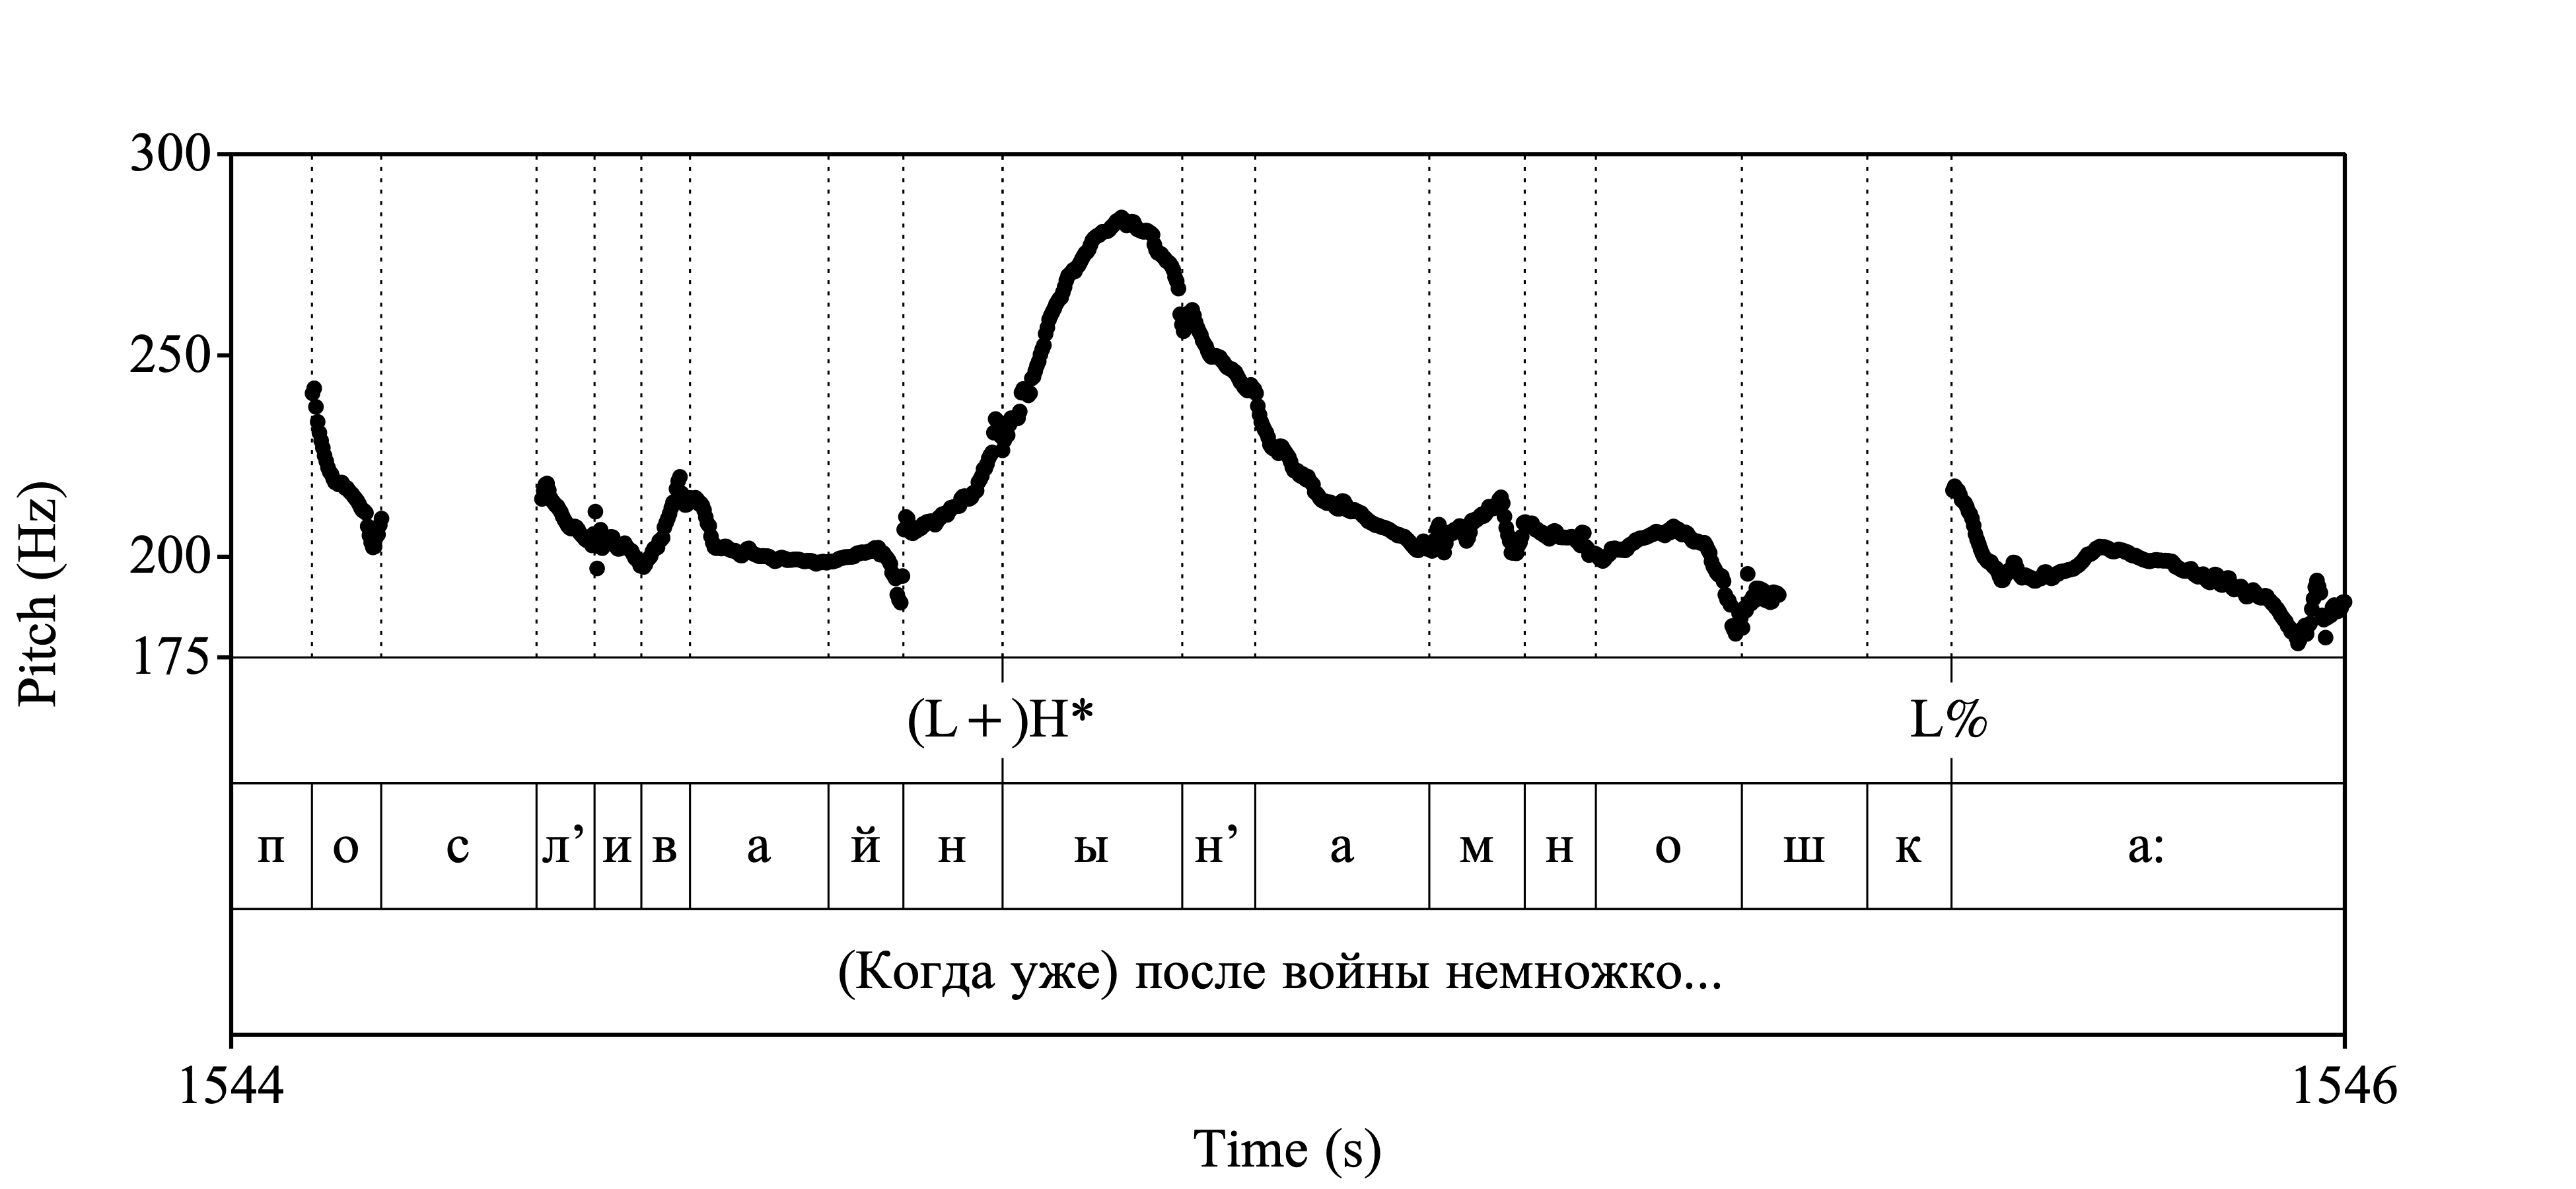 300
250
200
175
Pitch (Hz)
(L+)H* L%
п о с л’ и в а й н ы н’ а м н о ш к а:
(Когда уже) после войны немножко...
1544 1546
Time (s)